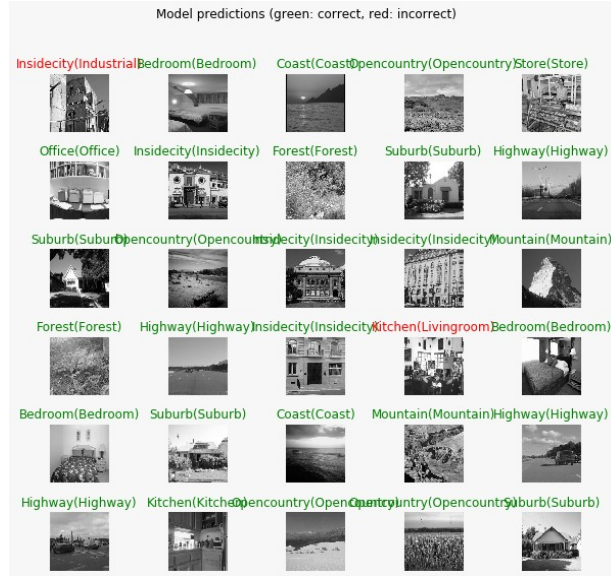 Model predictions (green: correct, red: incorrect)
Insidecity(Industrial) Bedroom(Bedroom) Coast(Coast) Opencountry(Opencountry) Store(Store)
Office(Office) Insidecity(Insidecity) Forest(Forest) Suburb(Suburb) Highway(Highway)
Suburb(Suburb) Opencountry(Opencountry) Insidecity(Insidecity) Insidecity(Insidecity) Mountain(Mountain)
Forest(Forest) Highway(Highway) Insidecity(Insidecity) Kitchen(Livingroom) Bedroom(Bedroom)
Bedroom(Bedroom) Suburb(Suburb) Coast(Coast) Mountain(Mountain) Highway(Highway)
Highway(Highway) Kitchen(Kitchen) Opencountry(Opencountry) Opencountry(Opencountry) Suburb(Suburb)